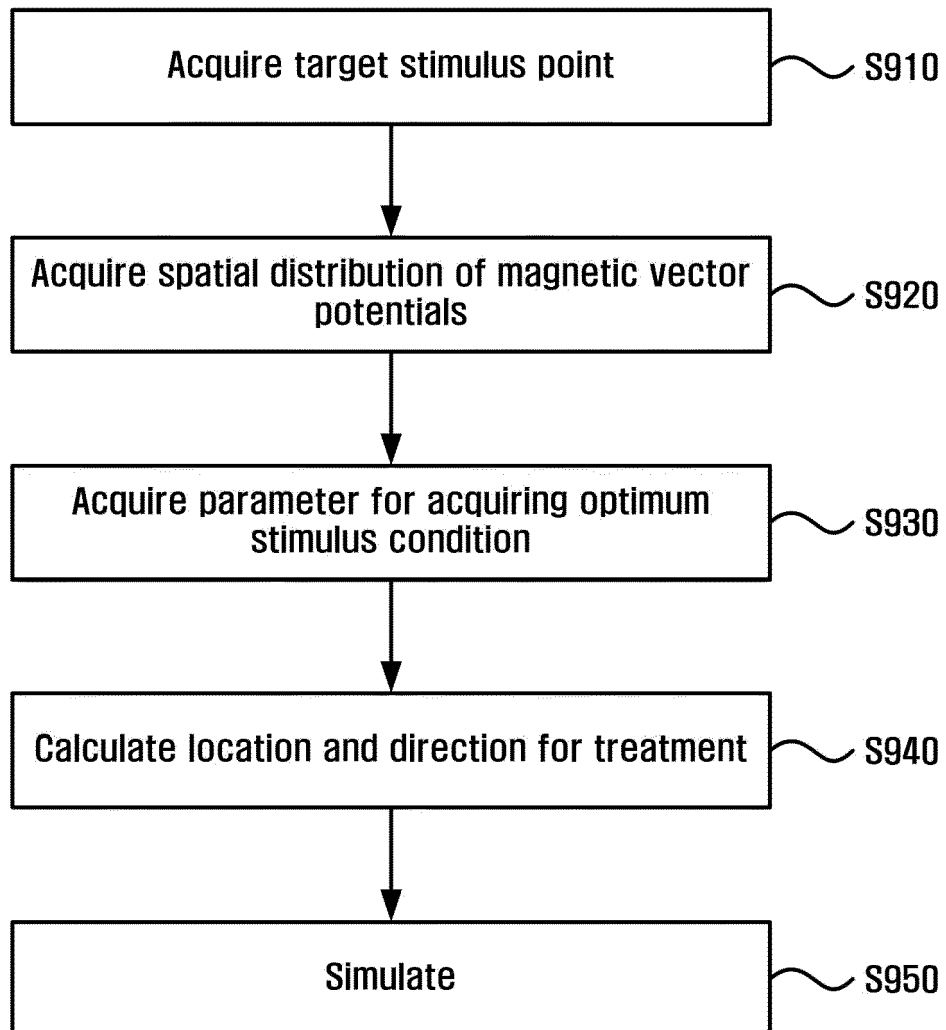 Acquire target stimulus point
S910
Acquire spatial distribution of magnetic vector
potentials
S920
Acquire parameter for acquiring optimum
stimulus condition
S930
Calculate location and direction for treatment
S940
Simulate
S950